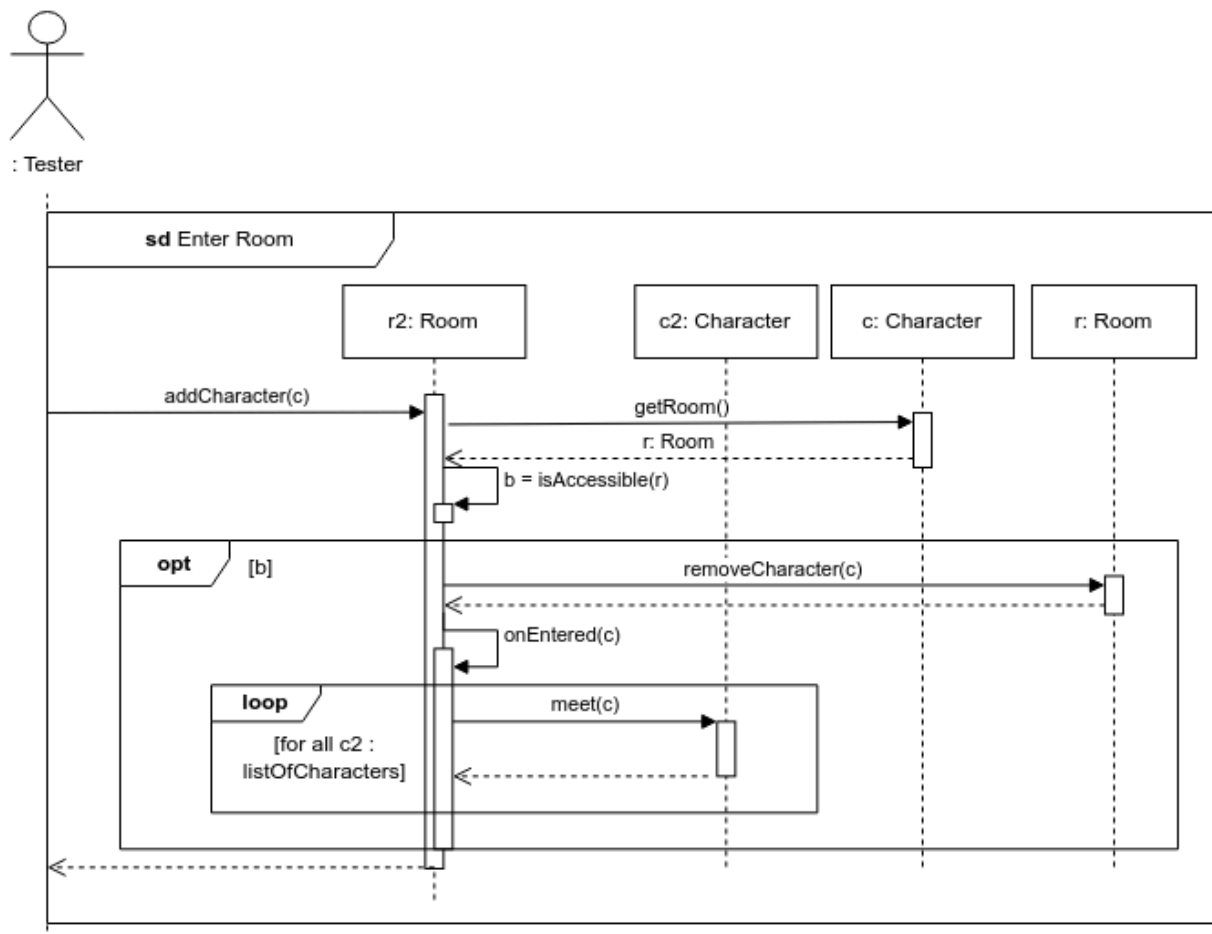 : Tester
sd Enter Room
r2: Room
c2: Character
c: Character
r: Room
addCharacter(c)
getRoom()
r: Room
b = isAccessible(r)
opt
[b]
removeCharacter(c)
onEntered(c)
loop
meet(c)
[for all c2 :
listOfCharacters]